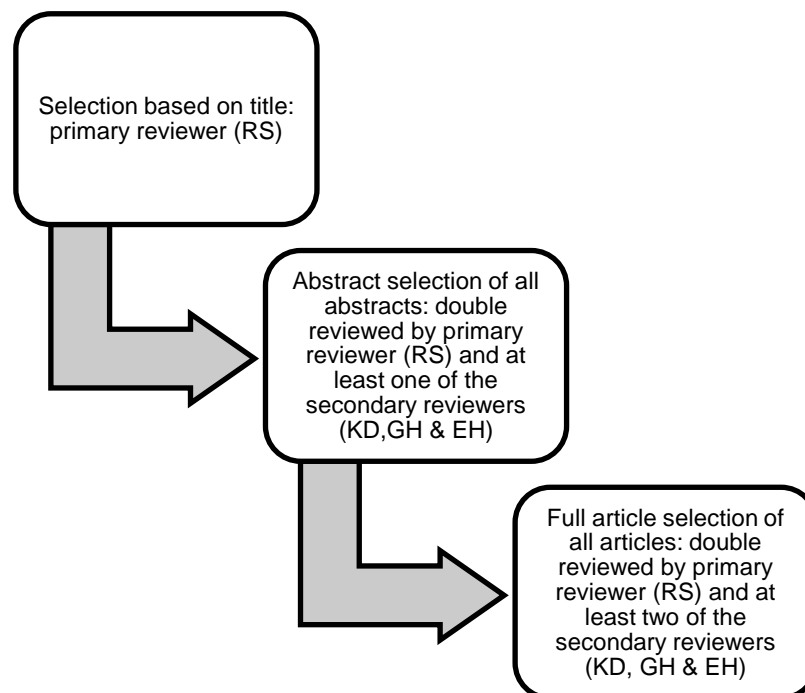 Selection based on title:
primary reviewer (RS)
Abstract selection of all
abstracts: double
reviewed by primary
reviewer (RS) and at
least one of the
secondary reviewers
(KD,GH & EH)
Full article selection of
all articles: double
reviewed by primary
reviewer (RS) and at
least two of the
secondary reviewers
(KD, GH & EH)